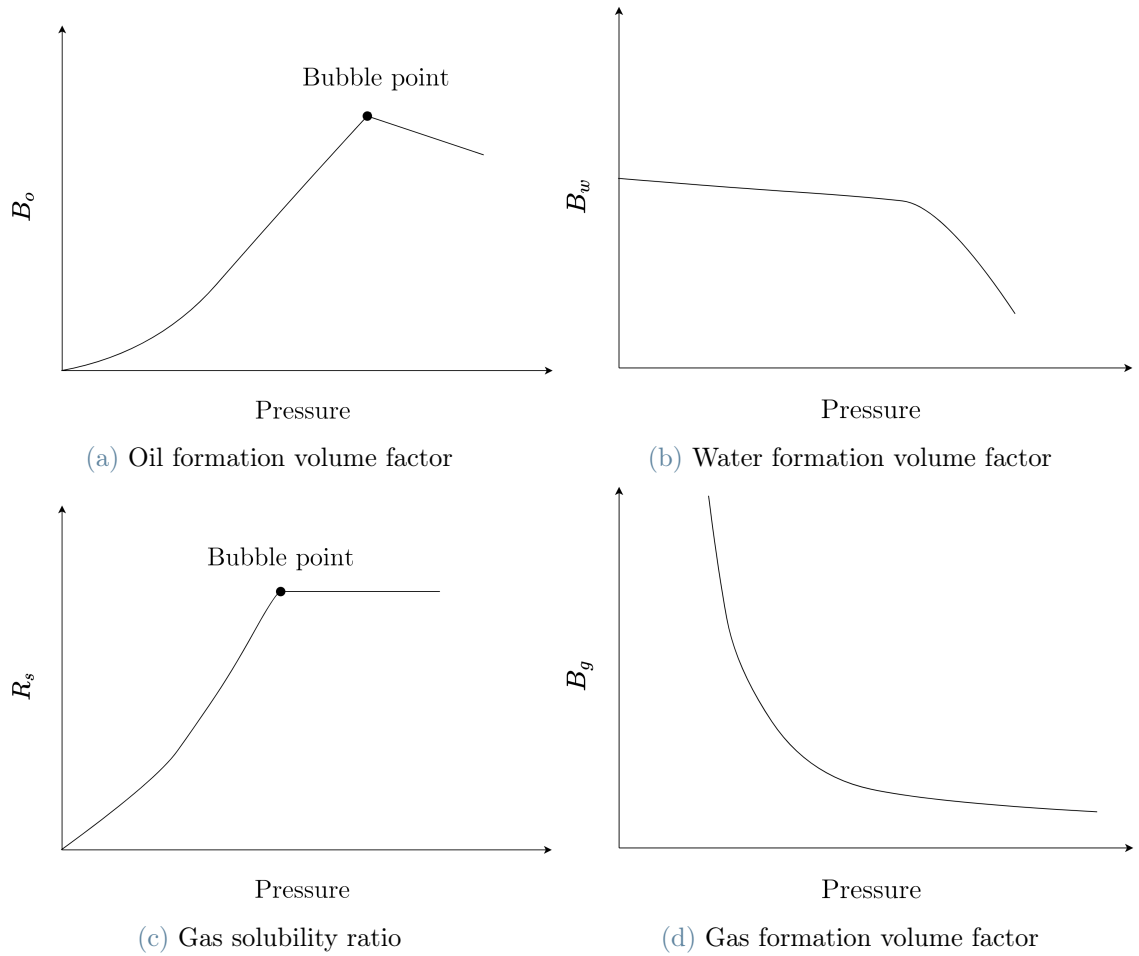 Bubble point
B_o
Pressure
(a) Oil formation volume factor
B_w
Pressure
(b) Water formation volume factor
Bubble point
R_s
Pressure
(c) Gas solubility ratio
B_g
Pressure
(d) Gas formation volume factor